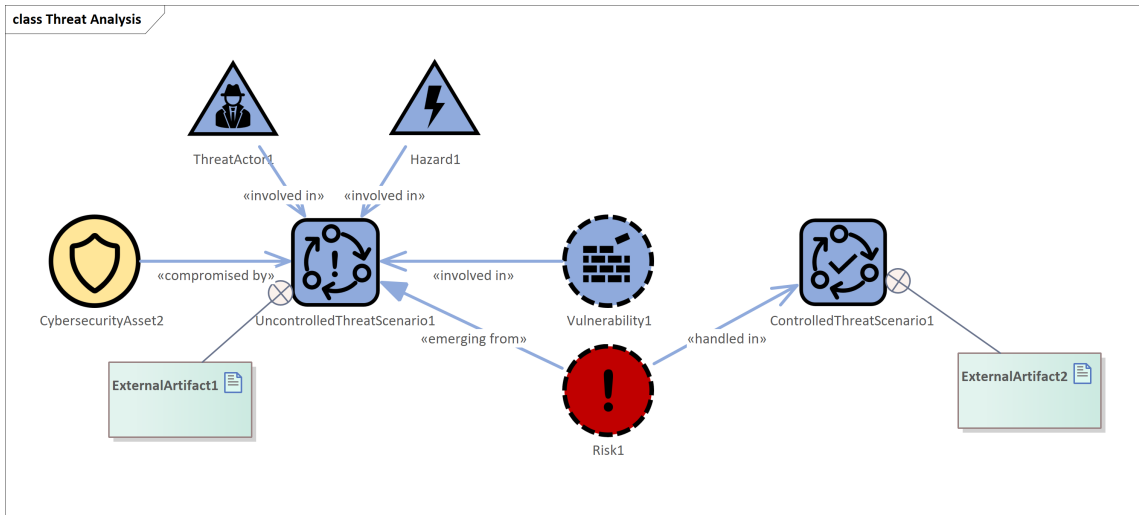 class Threat Analysis
ThreatActor1
Hazard1
«involved in»
«involved in»
«compromised by»
«involved in»
CybersecurityAsset2
UncontrolledThreatScenario1
Vulnerability1
ControlledThreatScenario1
«emerging from»
«handled in»
ExternalArtifact1
ExternalArtifact2
Risk1